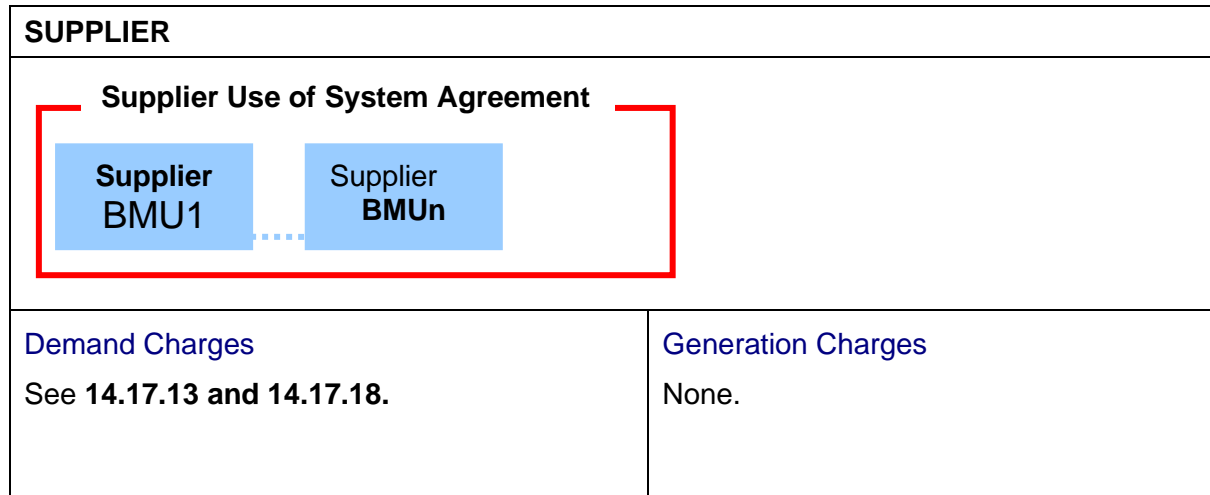 SUPPLIER
Supplier Use of System Agreement
Supplier
BMU1
Supplier
BMUn
Demand Charges
See 14.17.13 and 14.17.18.
Generation Charges
None.